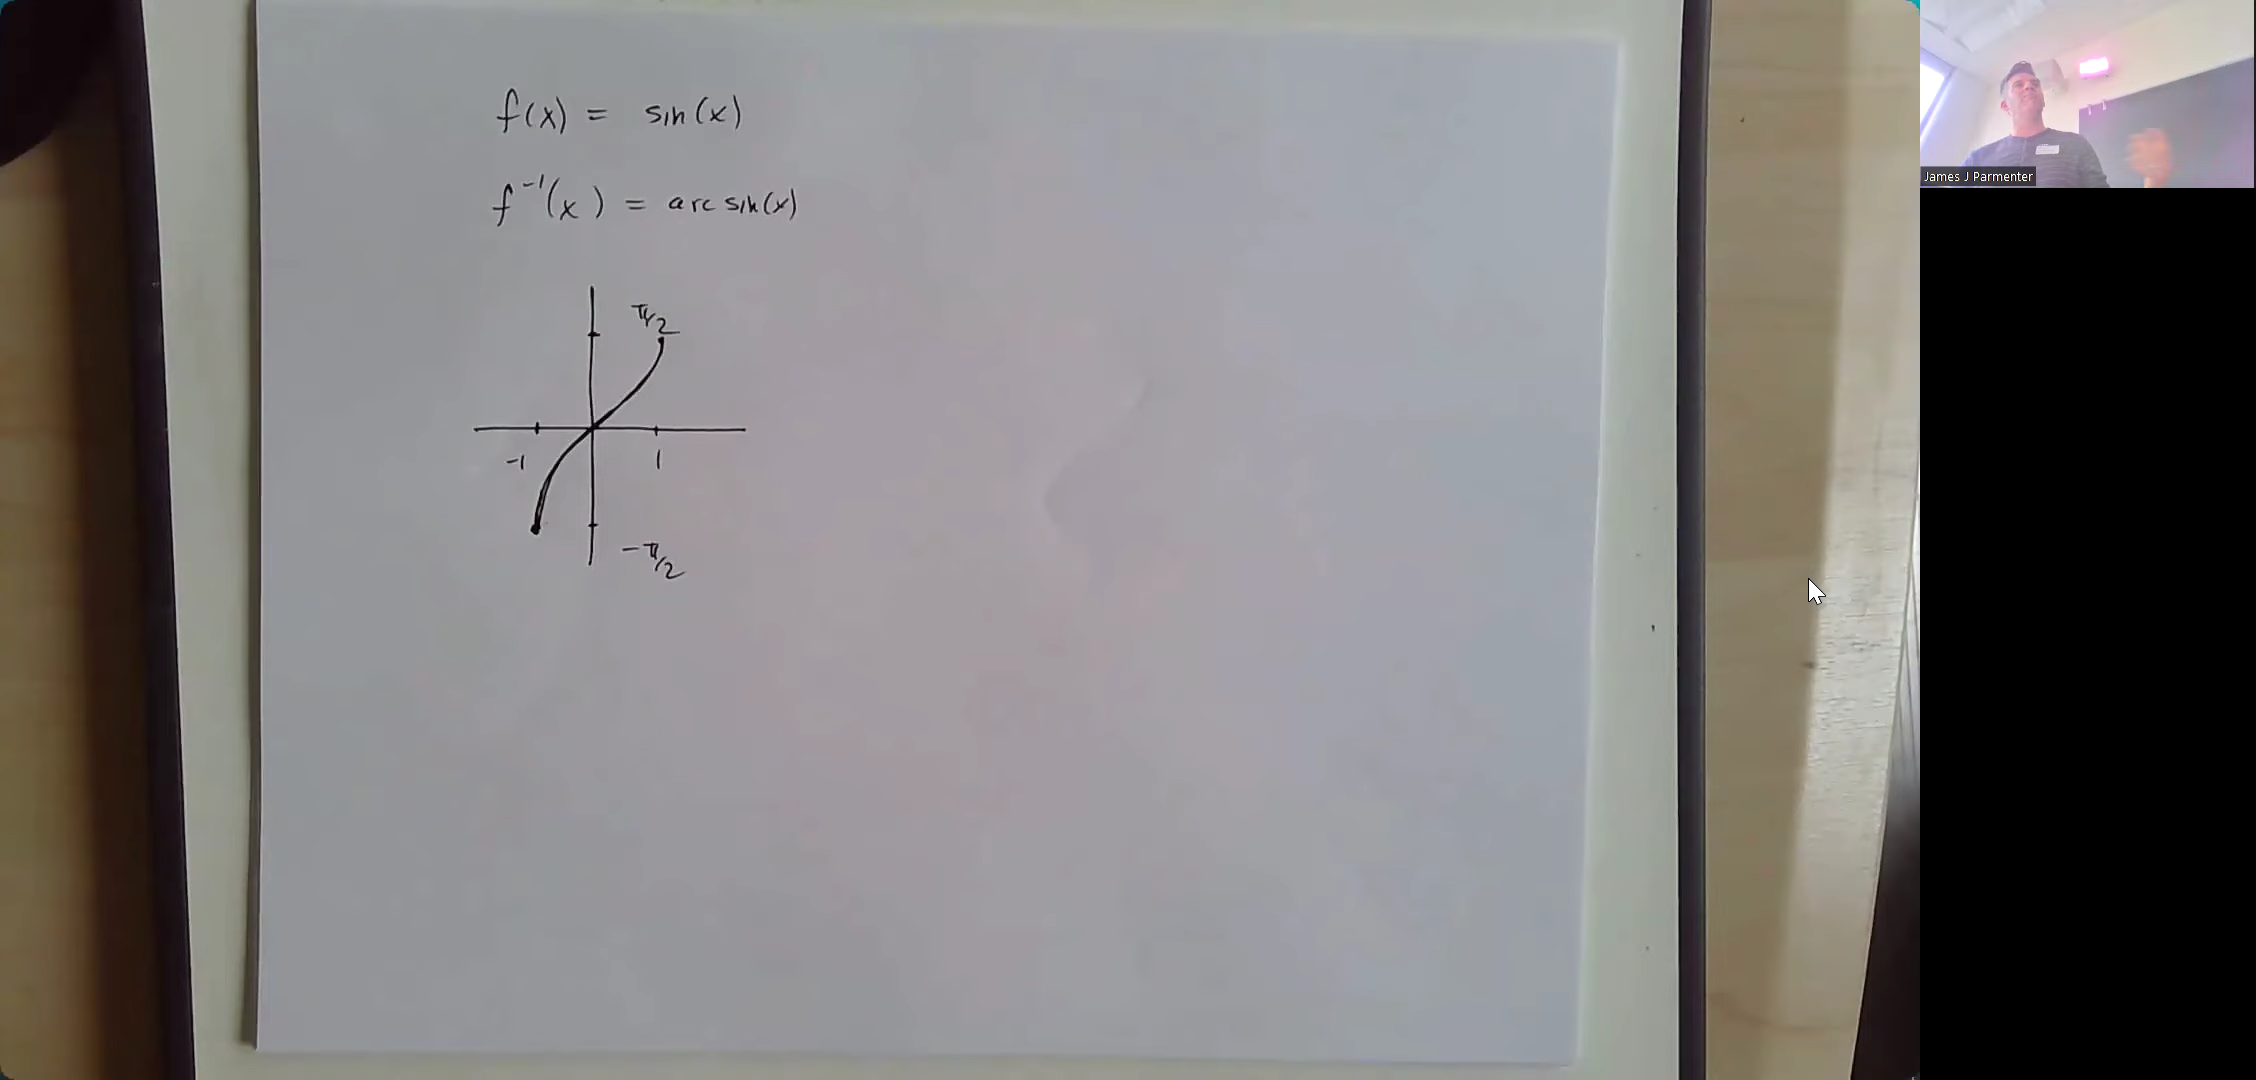 f(x) = sin(x)
f⁻¹(x) = arcsin(x)
π/2
-1
1
-π/2
James J Parmenter